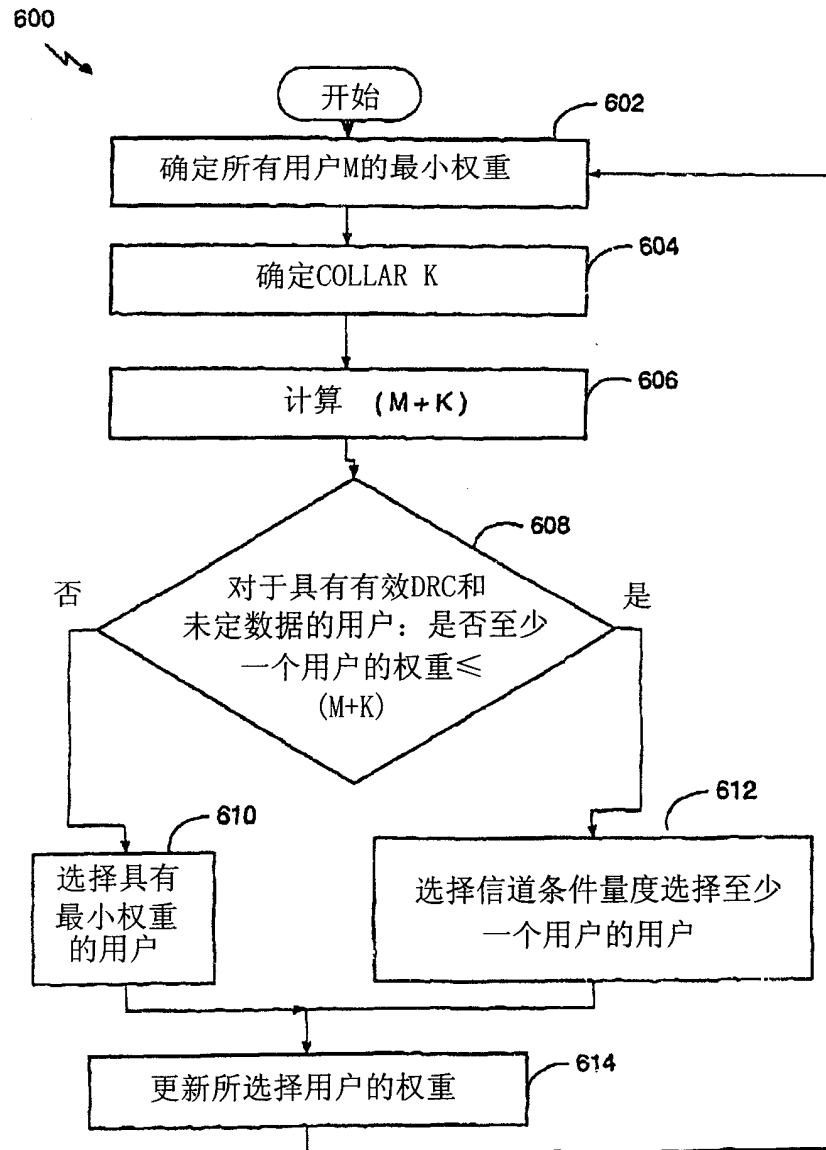 600
开始
602
确定所有用户M的最小权重
604
确定COLLAR K
606
计算 (M+K)
608
对于具有有效DRC和
未定数据的用户：是否至少
一个用户的权重≤
(M+K)
否
是
610
选择具有
最小权重
的用户
612
选择信道条件量度选择至少
一个用户的用户
614
更新所选择用户的权重